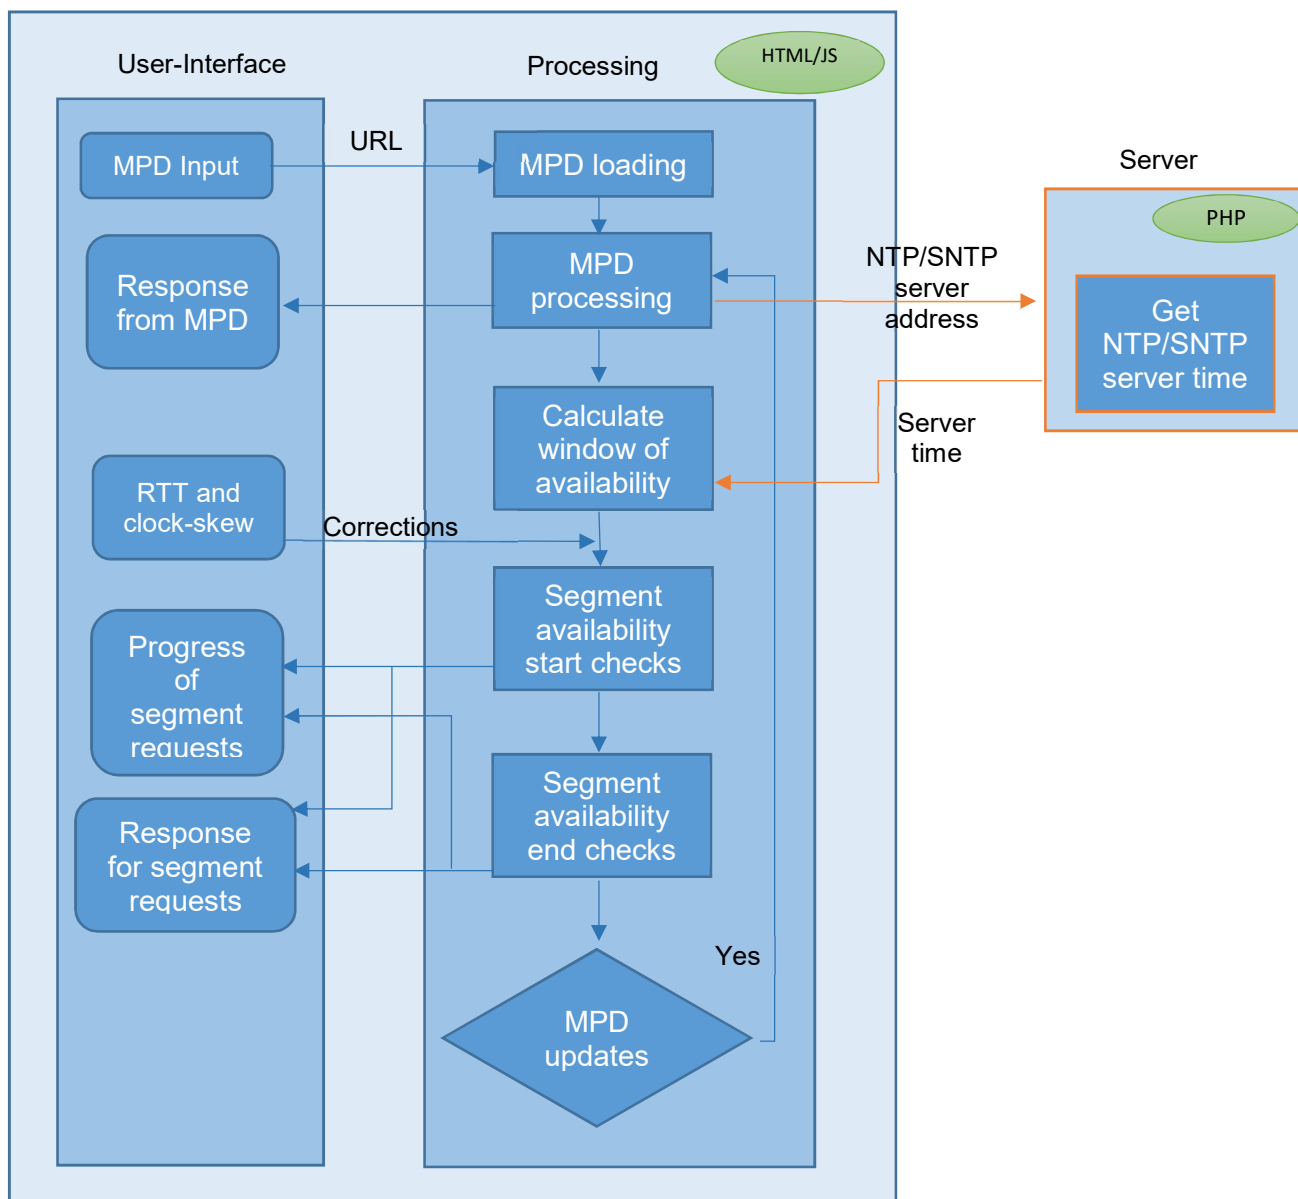 User-Interface
Processing
HTML/JS
MPD Input
URL
MPD loading
Server
PHP
Response
from MPD
MPD
processing
NTP/SNTP
server
address
Get
NTP/SNTP
server time
Calculate
window of
availability
Server
time
RTT and
clock-skew
Corrections
Segment
availability
start checks
Progress
of
segment
requests
Segment
availability
end checks
Response
for segment
requests
Yes
MPD
updates